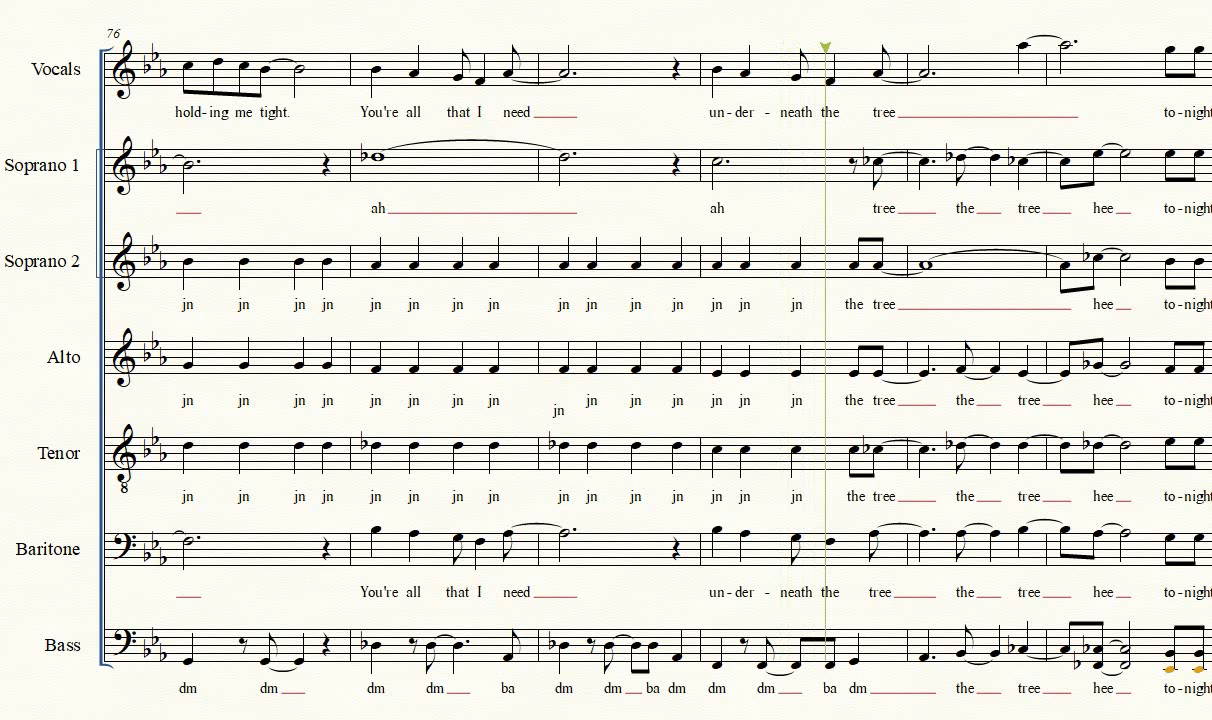 76
Vocals
hold-ing me tight. You're all that I need un-der - neath the tree to-night
Soprano 1
ah ah tree the tree hee to-night
Soprano 2
jn jn jn jn jn jn jn jn jn jn jn jn jn jn jn the tree hee to-night
Alto
jn jn jn jn jn jn jn jn jn jn jn jn jn jn jn the tree the tree hee to-night
Tenor
8
jn jn jn jn jn jn jn jn jn jn jn jn jn jn jn the tree the tree hee to-night
Baritone
You're all that I need un-der - neath the tree the tree hee to-night
Bass
dm dm dm dm ba dm dm ba dm dm dm ba dm the tree hee to-night